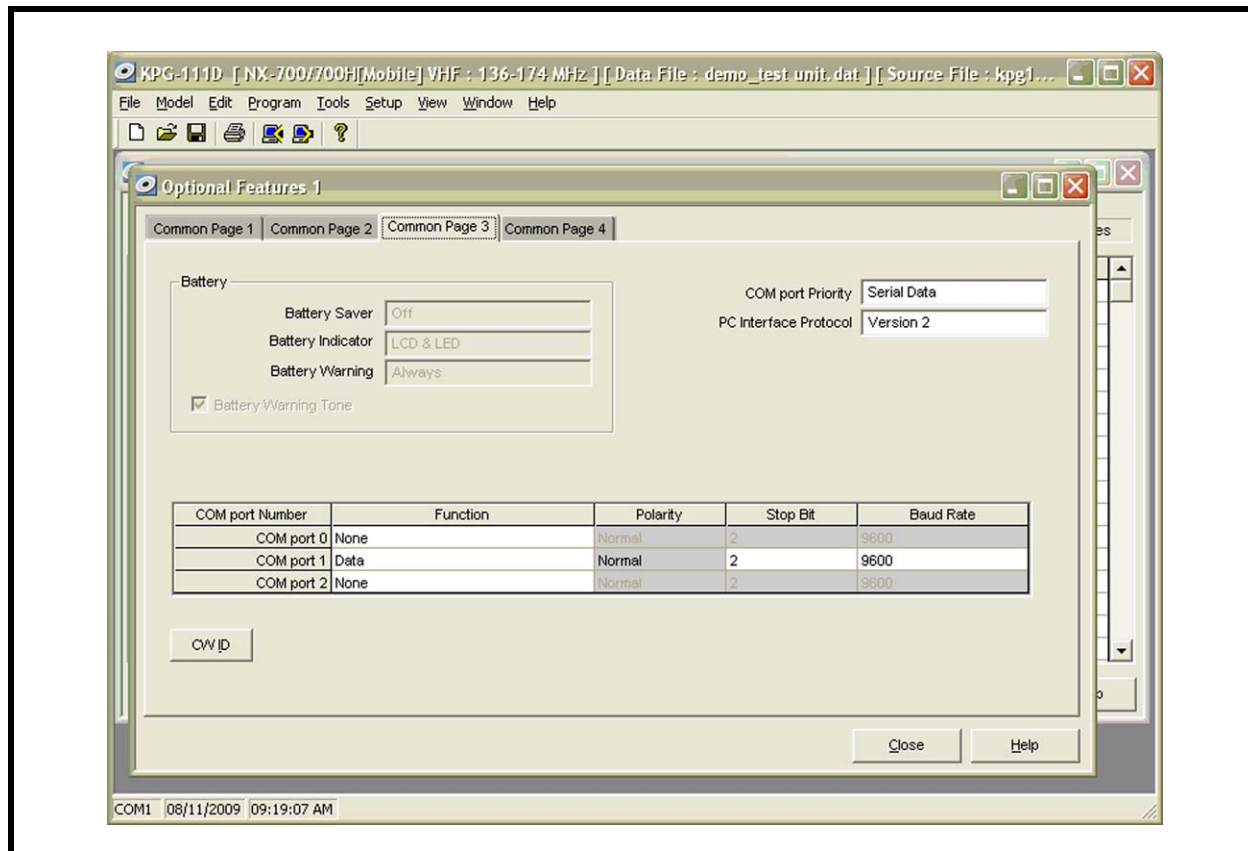 KPG-111D [ NX-700/700H[Mobile] VHF : 136-174 MHz ] [ Data File : demo_test unit.dat ] [ Source File : kpg1...
File Model Edit Program Tools Setup View Window Help
Optional Features 1
Common Page 1 Common Page 2 Common Page 3 Common Page 4
es
Battery
Battery Saver Off
Battery Indicator LCD & LED
Battery Warning Always
Battery Warning Tone
COM port Priority Serial Data
PC Interface Protocol Version 2
COM port Number Function Polarity Stop Bit Baud Rate
COM port 0 None Normal 2 9600
COM port 1 Data Normal 2 9600
COM port 2 None Normal 2 9600
CW ID
Close Help
COM1 08/11/2009 09:19:07 AM